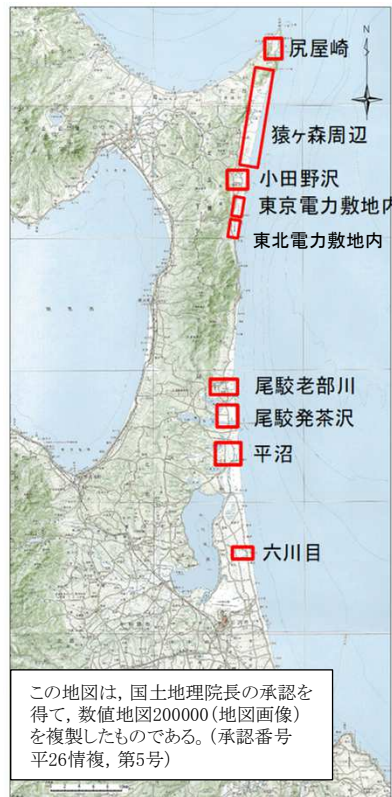 N
尻屋崎
猿ヶ森周辺
小田野沢
東京電力敷地内
東北電力敷地内
尾駮老部川
尾駮発茶沢
平沼
六川目
この地図は，国土地理院長の承認を
得て，数値地図200000（地図画像）
を複製したものである。（承認番号
平26情複，第5号）